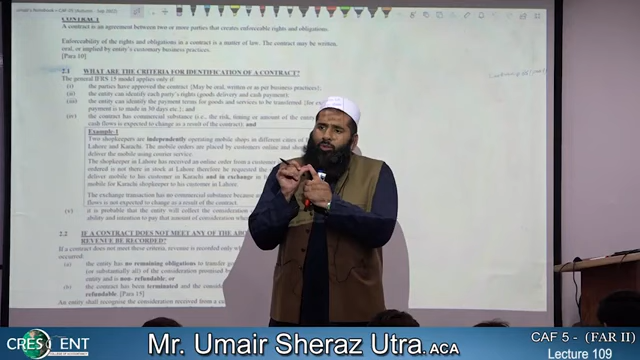 CONTRACT
A contract is an agreement between two or more parties that creates enforceable rights and obligations.
Enforceability of the rights and obligations in a contract is a matter of law. The contract may be written,
oral, or implied by entity's customary business practices.
[Para 10]
2.1 WHAT ARE THE CRITERIA FOR IDENTIFICATION OF A CONTRACT?
The general IFRS 15 model applies only if:
(i) the parties have approved the contract [May be oral, written or as per business practices];
(ii) the entity can identify each party's rights (goods delivery and cash payment);
(iii) the entity can identify the payment terms for goods and services to be transferred
payment is to made in 30 days etc.]; and
(iv) the contract has commercial substance (i.e. the risk, timing or amount of the
cash flows is expected to change as a result of the contract); and
Example-1
Two shopkeepers are independently operating mobile shops in different cities of
Lahore and Karachi. The mobile orders are placed by customers online and
deliver the mobile using courier service.
The shopkeeper in Lahore has received an online order from a customer
ordered is not there in stock at Lahore therefore he requested the
deliver mobile to his customer in Karachi and in exchange in
mobile for Karachi shopkeeper to his customer in Lahore.
The exchange transaction has no commercial substance because
flows is not expected to change as a result of the contract.
(v) it is probable that the entity will collect the consideration
ability and intention to pay that amount of consideration
2.2 IF A CONTRACT DOES NOT MEET ANY OF THE
REVENUE BE RECORDED?
If a contract does not meet these criteria, revenue is recorded only
occurred:
(a) the entity has no remaining obligations to transfer
(or substantially all) of the consideration promised
entity and is non-refundable; or
(b) the contract has been terminated and the
refundable. [Para 15]
An entity shall recognise the consideration received from a
CRESCENT
COLLEGE OF ACCOUNTANCY
Mr. Umair Sheraz Utra. ACA
CAF 5 - (FAR II)
Lecture 109